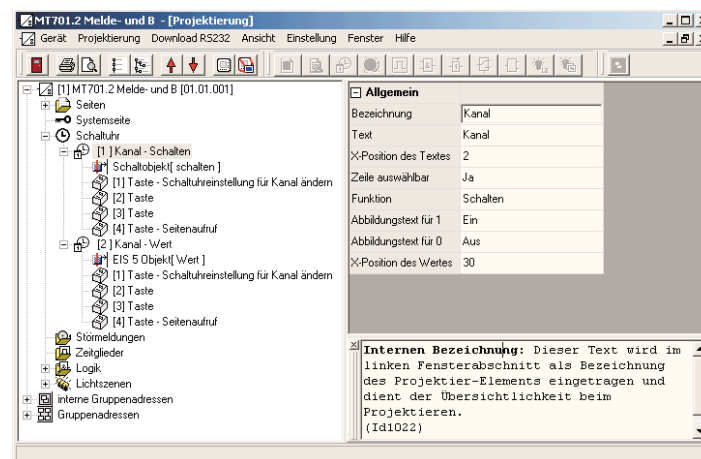 MT701.2 Melde- und B - [Projektierung]
Gerät Projektierung Download RS232 Ansicht Einstellung Fenster Hilfe
[1] MT701.2 Melde- und B [01.01.001]
Seiten
Systemseite
Schaltuhr
[1 ] Kanal - Schalten
Schaltobjekt[ schalten ]
[1] Taste - Schaltuhreinstellung für Kanal ändern
[2] Taste
[3] Taste
[4] Taste - Seitenaufruf
[2 ] Kanal - Wert
EIS 5 Objekt[ Wert ]
[1] Taste - Schaltuhreinstellung für Kanal ändern
[2] Taste
[3] Taste
[4] Taste - Seitenaufruf
Störmeldungen
Zeitglieder
Logik
Lichtszenen
interne Gruppenadressen
Gruppenadressen
Allgemein
Bezeichnung Kanal
Text Kanal
X-Position des Textes 2
Zeile auswählbar Ja
Funktion Schalten
Abbildungstext für 1 Ein
Abbildungstext für 0 Aus
X-Position des Wertes 30
Internen Bezeichnung: Dieser Text wird im
linken Fensterabschnitt als Bezeichnung
des Projektier-Elements eingetragen und
dient der Übersichtlichkeit beim
Projektieren.
(Id1022)